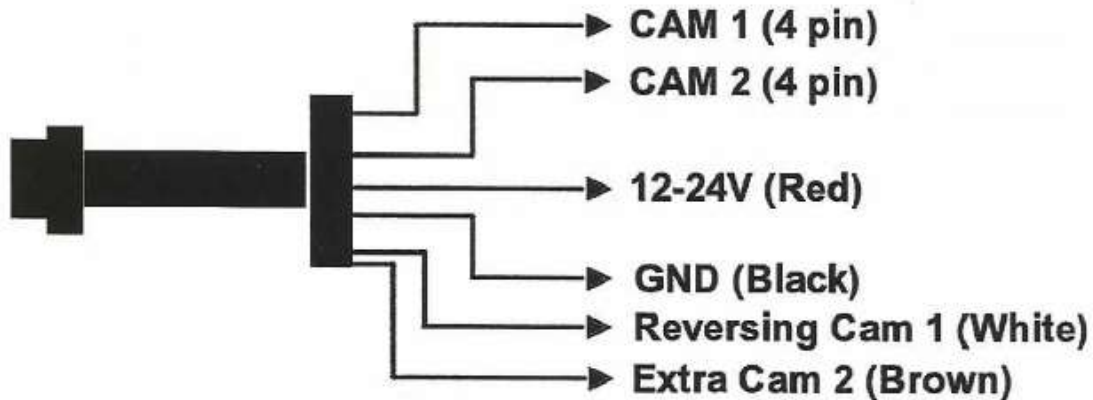 CAM 1 (4 pin)
CAM 2 (4 pin)
12-24V (Red)
GND (Black)
Reversing Cam 1 (White)
Extra Cam 2 (Brown)